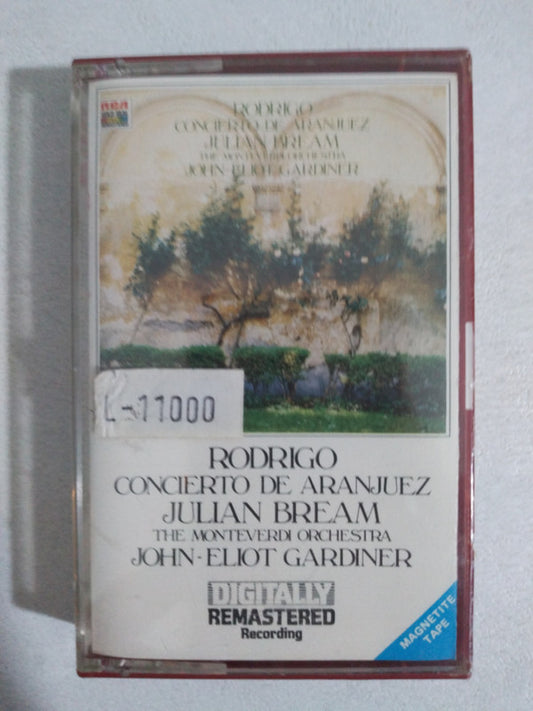 RCA
RODRIGO
CONCIERTO DE ARANJUEZ
JULIAN BREAM
THE MONTEVERDI ORCHESTRA
JOHN-ELIOT GARDINER
L-11000
RODRIGO
CONCIERTO DE ARANJUEZ
JULIAN BREAM
THE MONTEVERDI ORCHESTRA
JOHN-ELIOT GARDINER
DIGITALLY
REMASTERED
Recording
MAGNETITE
TAPE